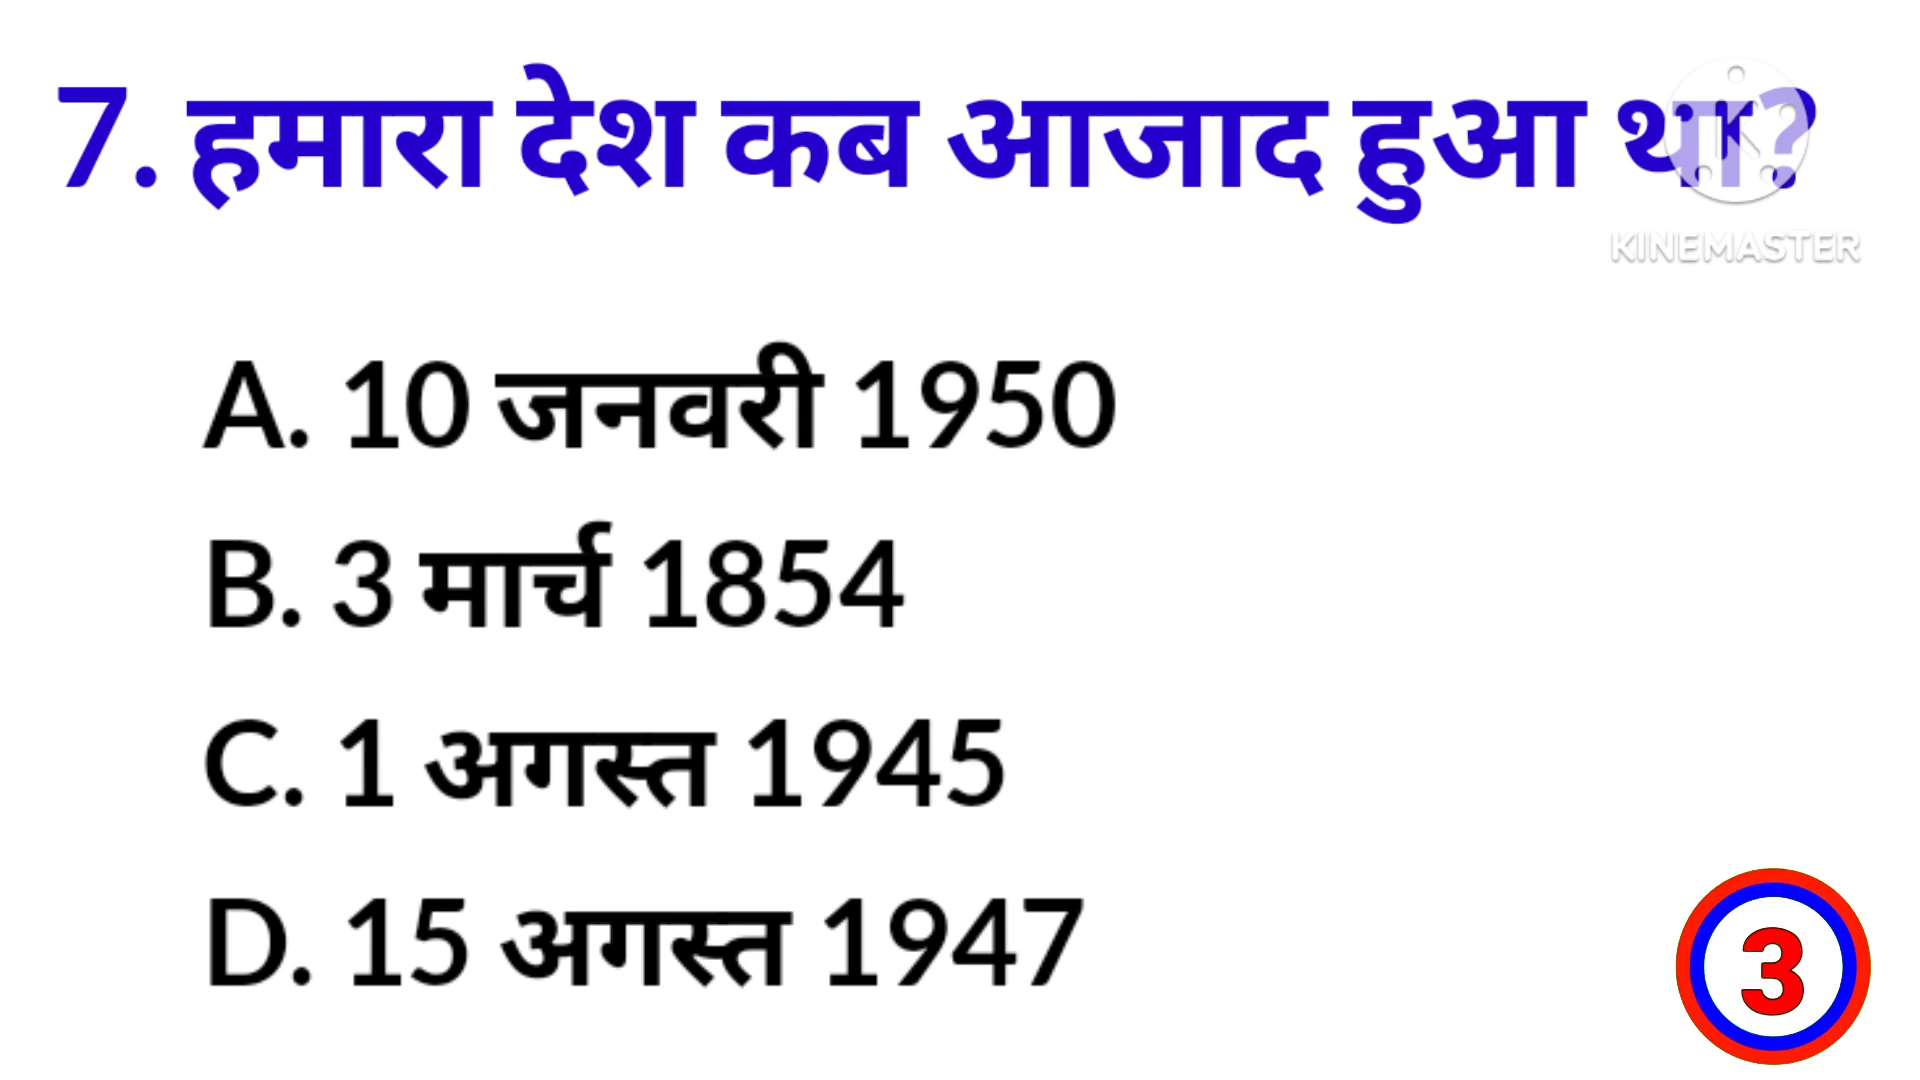 7. हमारा देश कब आजाद हुआ था?
KINEMASTER
A. 10 जनवरी 1950
B. 3 मार्च 1854
C. 1 अगस्त 1945
D. 15 अगस्त 1947
3